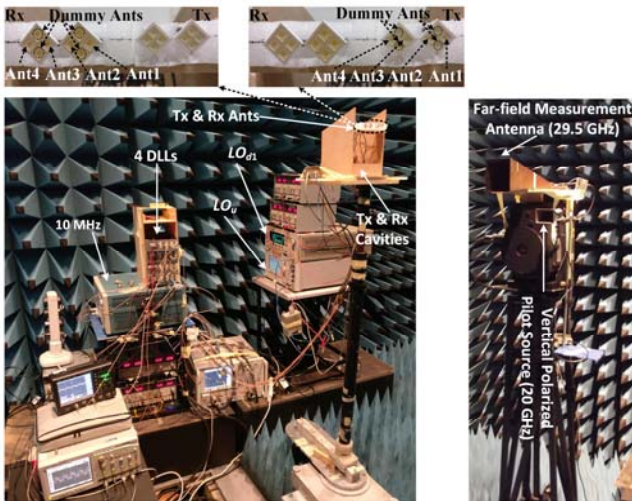 Rx Dummy Ants Tx
Ant4 Ant3 Ant2 Ant1
Rx Dummy Ants Tx
Ant4 Ant3 Ant2 Ant1
Tx & Rx Ants
4 DLLs
LOd1
LOu
10 MHz
Tx & Rx
Cavities
Far-field Measurement
Antenna (29.5 GHz)
Vertical Polarized
Pilot Source (20 GHz)